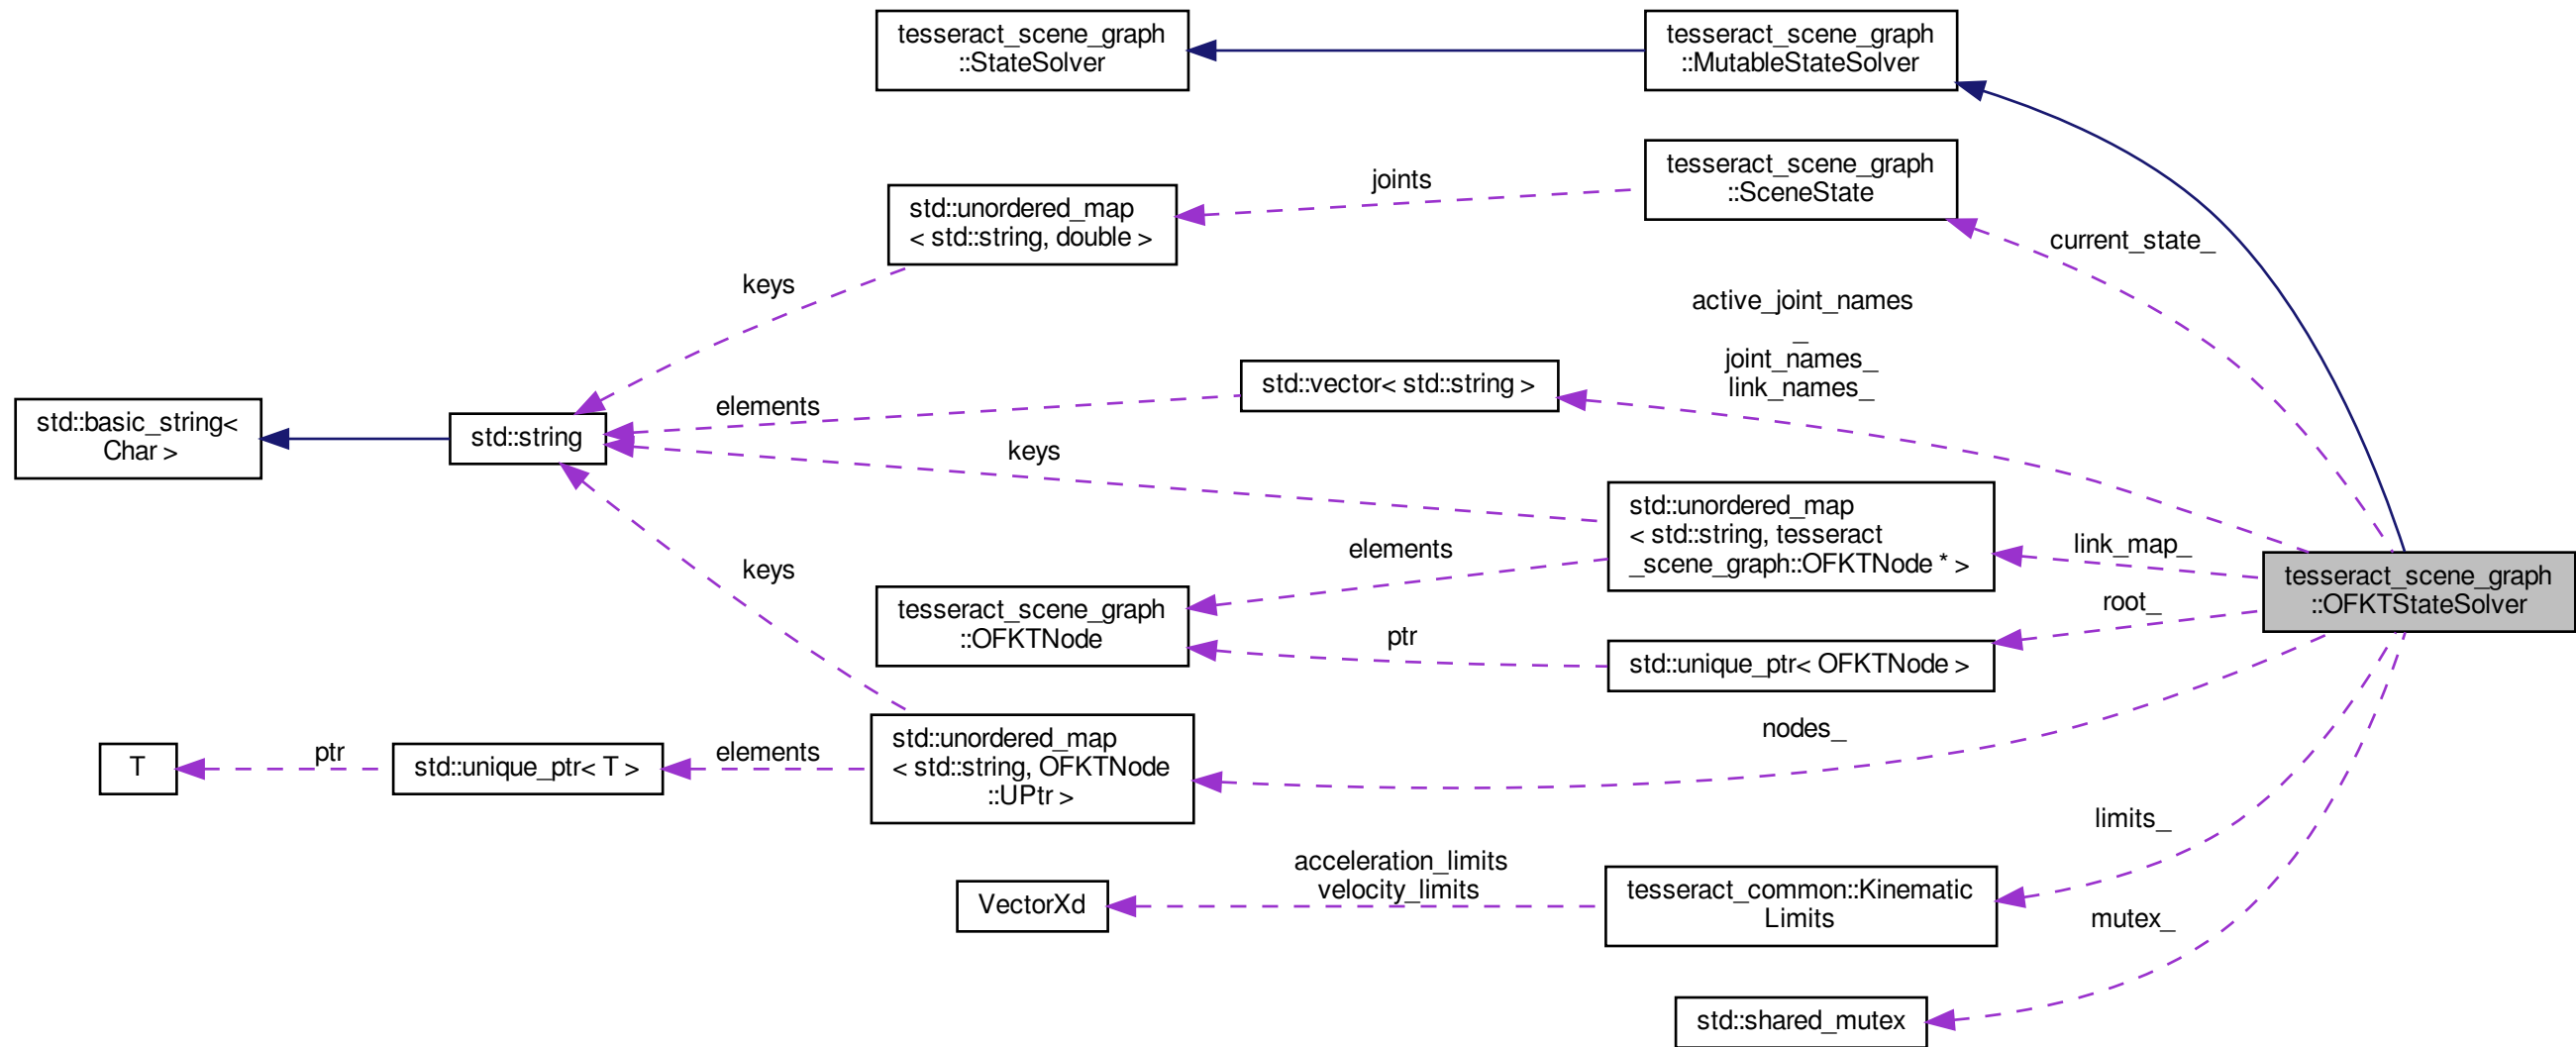 tesseract_scene_graph
::StateSolver
tesseract_scene_graph
::MutableStateSolver
tesseract_scene_graph
::SceneState
joints
std::unordered_map
< std::string, double >
current_state_
keys
active_joint_names
_
joint_names_
link_names_
std::vector< std::string >
elements
std::basic_string<
Char >
std::string
keys
std::unordered_map
< std::string, tesseract
_scene_graph::OFKTNode * >
link_map_
elements
keys
tesseract_scene_graph
::OFKTStateSolver
tesseract_scene_graph
::OFKTNode
root_
ptr
std::unique_ptr< OFKTNode >
nodes_
std::unordered_map
< std::string, OFKTNode
::UPtr >
elements
std::unique_ptr< T >
ptr
T
limits_
acceleration_limits
velocity_limits
tesseract_common::Kinematic
Limits
VectorXd
mutex_
std::shared_mutex